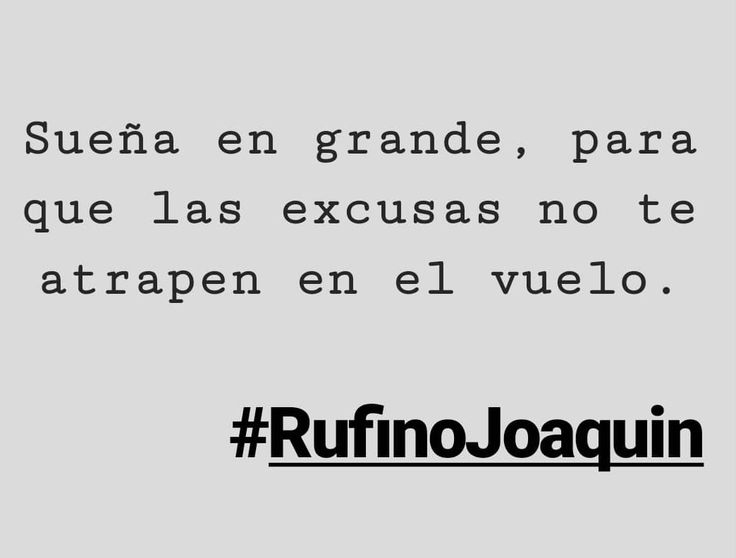 Sueña en grande, para
que las excusas no te
atrapen en el vuelo.
#RufinoJoaquin